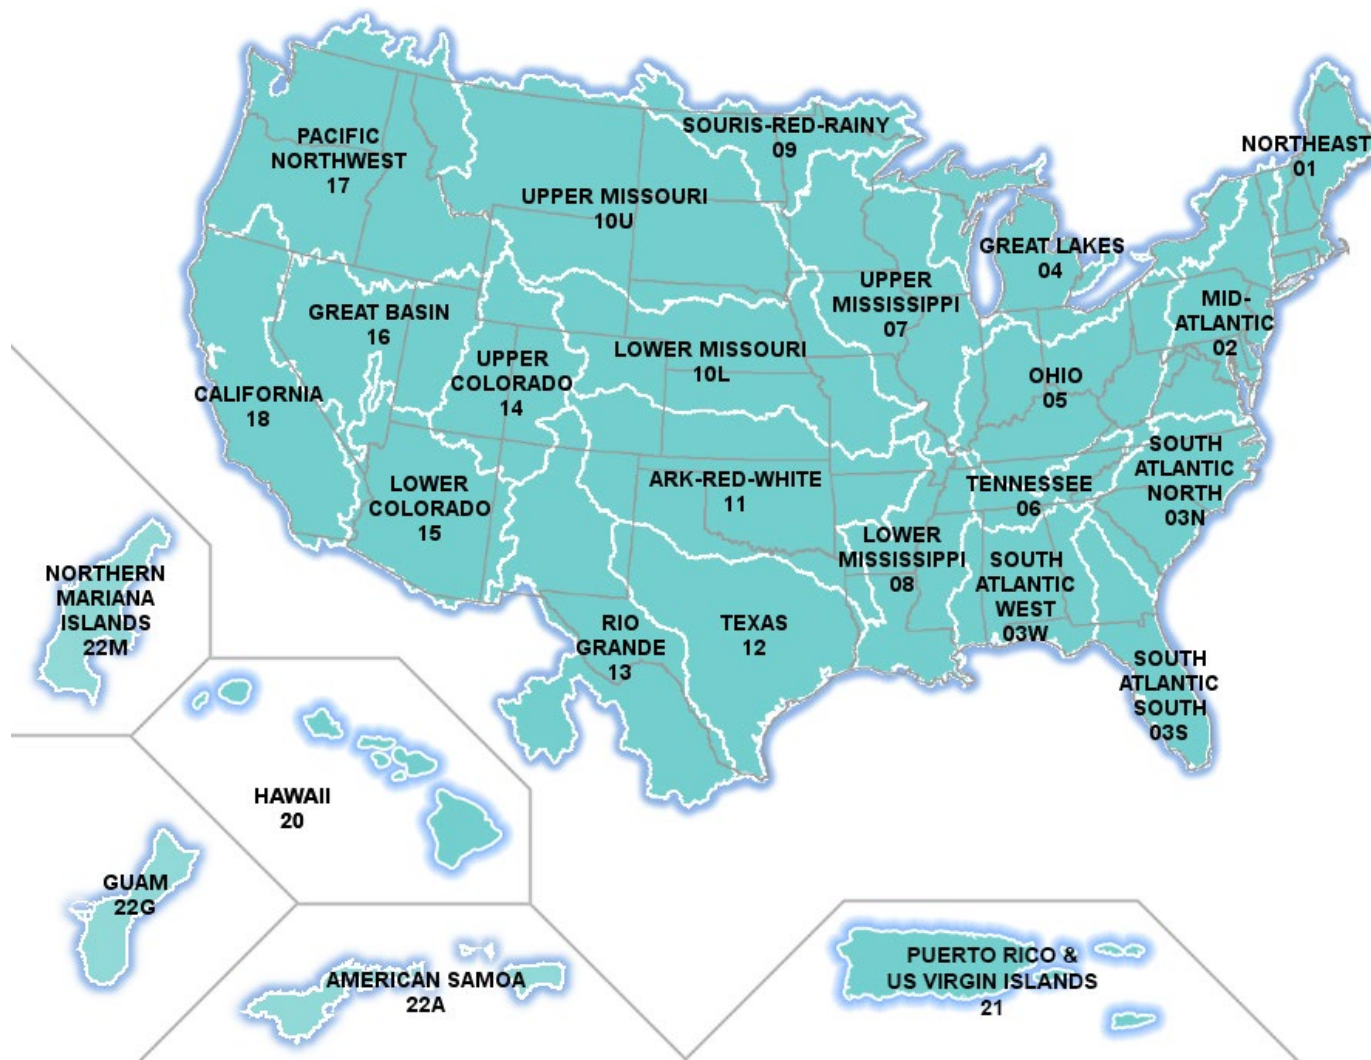 NORTHEAST
01
SOURIS-RED-RAINY
09
PACIFIC
NORTHWEST
17
UPPER MISSOURI
10U
GREAT LAKES
04
UPPER
MISSISSIPPI
07
MID-
ATLANTIC
02
GREAT BASIN
16
LOWER MISSOURI
10L
UPPER
COLORADO
14
OHIO
05
CALIFORNIA
18
SOUTH
ATLANTIC
NORTH
03N
LOWER
COLORADO
15
ARK-RED-WHITE
11
TENNESSEE
06
LOWER
MISSISSIPPI
08
SOUTH
ATLANTIC
WEST
03W
NORTHERN
MARIANA
ISLANDS
22M
RIO
GRANDE
13
TEXAS
12
SOUTH
ATLANTIC
SOUTH
03S
HAWAII
20
GUAM
22G
AMERICAN SAMOA
22A
PUERTO RICO &
US VIRGIN ISLANDS
21